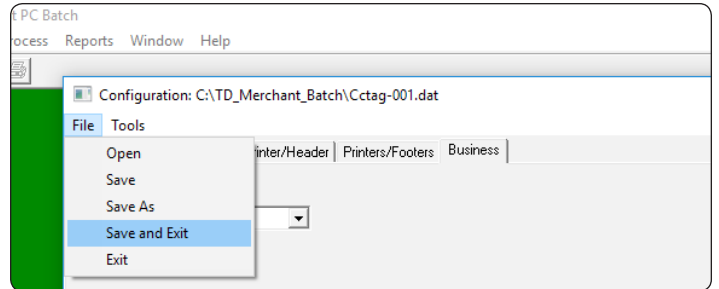 t PC Batch
rocess Reports Window Help
Configuration: C:\TD_Merchant_Batch\Cctag-001.dat
File Tools
inter/Header Printers/Footers Business
Open
Save
Save As
Save and Exit
Exit